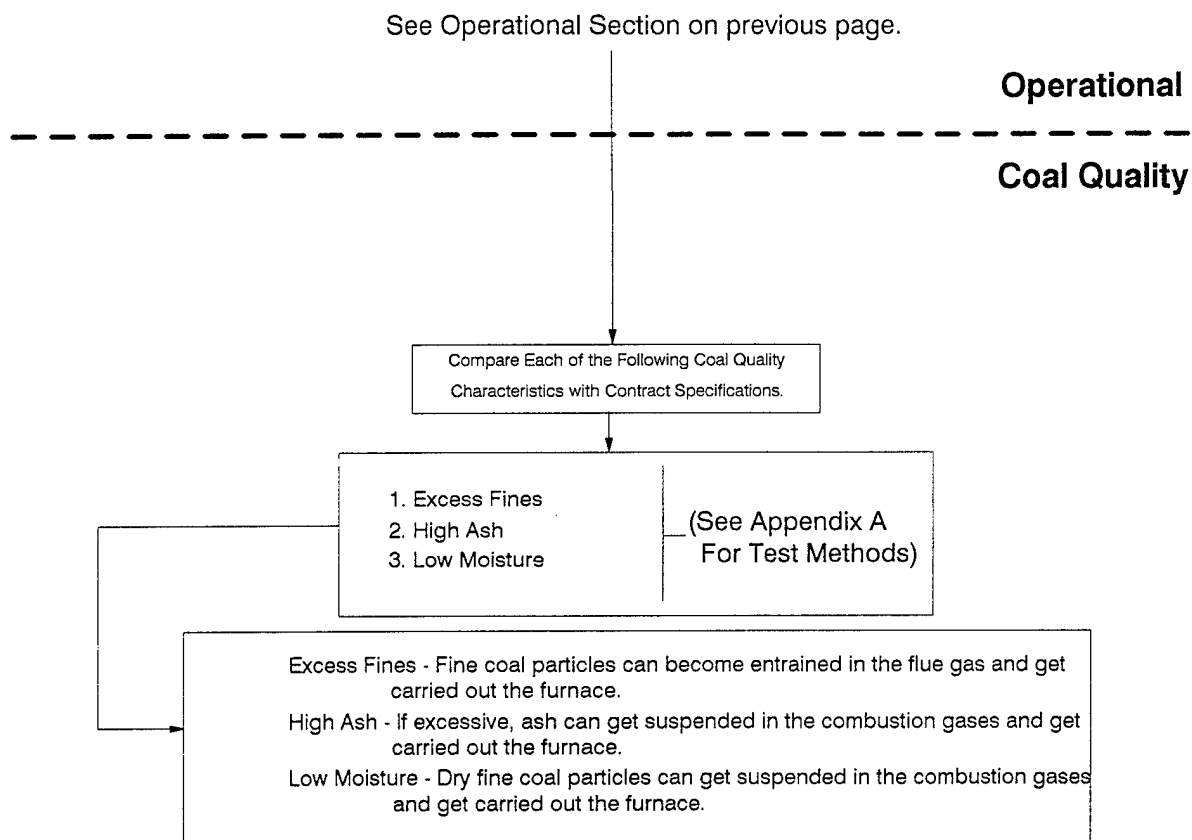 See Operational Section on previous page.
Operational
Coal Quality
Compare Each of the Following Coal Quality
Characteristics with Contract Specifications.
1. Excess Fines
2. High Ash
3. Low Moisture
(See Appendix A
For Test Methods)
Excess Fines - Fine coal particles can become entrained in the flue gas and get
carried out the furnace.
High Ash - If excessive, ash can get suspended in the combustion gases and get
carried out the furnace.
Low Moisture - Dry fine coal particles can get suspended in the combustion gases
and get carried out the furnace.